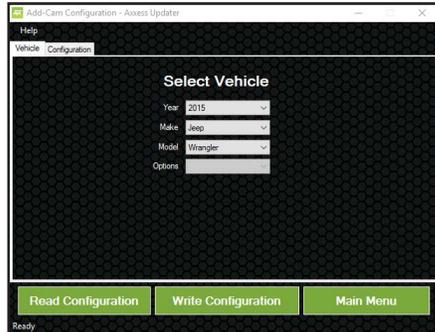 Add-Cam Configuration - Axxess Updater
Help
Vehicle Configuration
Select Vehicle
Year 2015
Make Jeep
Model Wrangler
Options
Read Configuration Write Configuration Main Menu
Ready